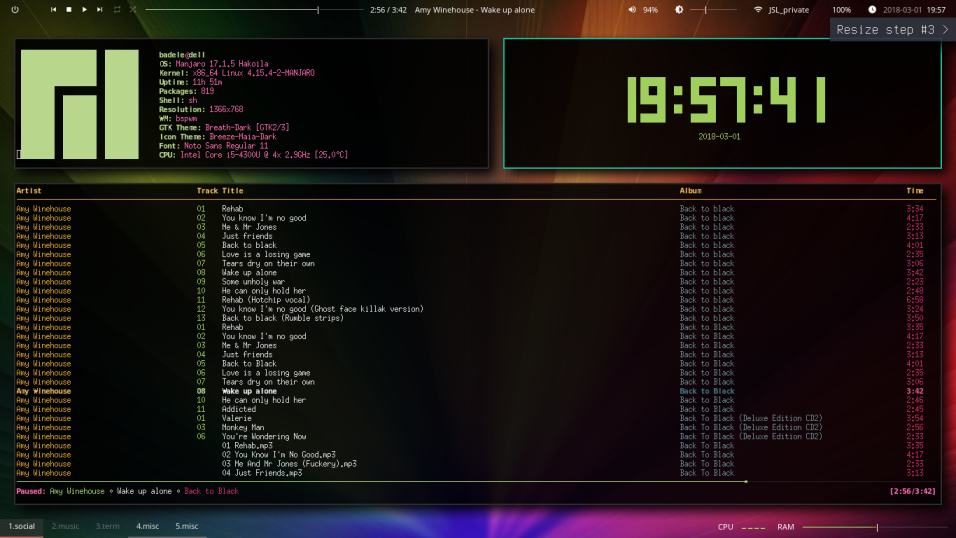 2:56 / 3:42 Amy Winehouse - Wake up alone 94% JSL_private 100% 2018-03-01 19:57
Resize step #3 >
badele@dell
OS: Manjaro 17.1.5 Hakoila
Kernel: x86_64 Linux 4.15.4-2-MANJARO
Uptime: 11h 51m
Packages: 819
Shell: sh
Resolution: 1366x768
WM: bspwm
GTK Theme: Breath-Dark [GTK2/3]
Icon Theme: Breeze-Maia-Dark
Font: Noto Sans Regular 11
CPU: Intel Core i5-4300U @ 4x 2.9GHz [25.0°C]
19:57:41
2018-03-01
Artist Track Title Album Time
Amy Winehouse 01 Rehab Back to black 3:34
Amy Winehouse 02 You know I'm no good Back to black 4:17
Amy Winehouse 03 Me & Mr Jones Back to black 2:33
Amy Winehouse 04 Just friends Back to black 3:13
Amy Winehouse 05 Back to black Back to black 4:01
Amy Winehouse 06 Love is a losing game Back to black 2:35
Amy Winehouse 07 Tears dry on their own Back to black 3:06
Amy Winehouse 08 Wake up alone Back to black 3:42
Amy Winehouse 09 Some unholy war Back to black 2:23
Amy Winehouse 10 He can only hold her Back to black 2:48
Amy Winehouse 11 Rehab (Hotchip vocal) Back to black 6:58
Amy Winehouse 12 You know I'm no good (Ghost face killak version) Back to black 3:24
Amy Winehouse 13 Back to black (Rumble strips) Back to black 3:50
Amy Winehouse 01 Rehab Back to Black 3:35
Amy Winehouse 02 You know I'm no good Back to Black 4:17
Amy Winehouse 03 Me & Mr Jones Back to Black 2:33
Amy Winehouse 04 Just friends Back to Black 3:13
Amy Winehouse 05 Back to Black Back to Black 4:01
Amy Winehouse 06 Love is a losing game Back to Black 2:35
Amy Winehouse 07 Tears dry on their own Back to Black 3:06
Amy Winehouse 08 Wake up alone Back to Black 3:42
Amy Winehouse 10 He can only hold her Back to Black 2:46
Amy Winehouse 11 Addicted Back to Black 2:45
Amy Winehouse 01 Valerie Back To Black (Deluxe Edition CD2) 3:54
Amy Winehouse 03 Monkey Man Back To Black (Deluxe Edition CD2) 2:56
Amy Winehouse 06 You're Wondering Now Back To Black (Deluxe Edition CD2) 2:33
Amy Winehouse 01 Rehab.mp3 Back To Black 3:35
Amy Winehouse 02 You Know I'm No Good.mp3 Back To Black 4:17
Amy Winehouse 03 Me And Mr Jones (Fuckery).mp3 Back To Black 2:33
Amy Winehouse 04 Just Friends.mp3 Back To Black 3:13
Paused: Amy Winehouse ◦ Wake up alone ◦ Back to Black [2:56/3:42]
1.social 2.music 3.term 4.misc 5.misc CPU RAM